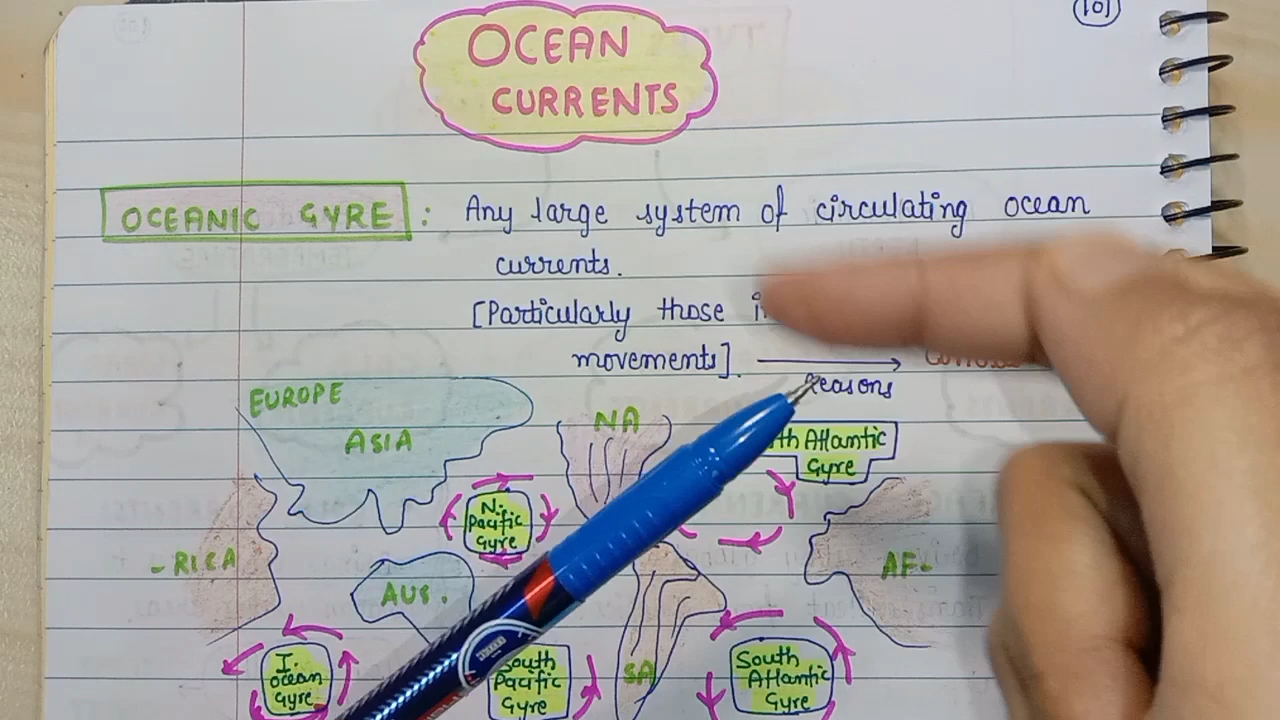 101
OCEAN
CURRENTS
OCEANIC GYRE : Any large system of circulating ocean
currents.
[Particularly those
movements].
Reasons
EUROPE
ASIA
NA
Atlantic
Gyre
N.
Pacific
Gyre
-RICA
AUS.
AF-
I.
Ocean
Gyre
South
Pacific
Gyre
SA
South
Atlantic
Gyre